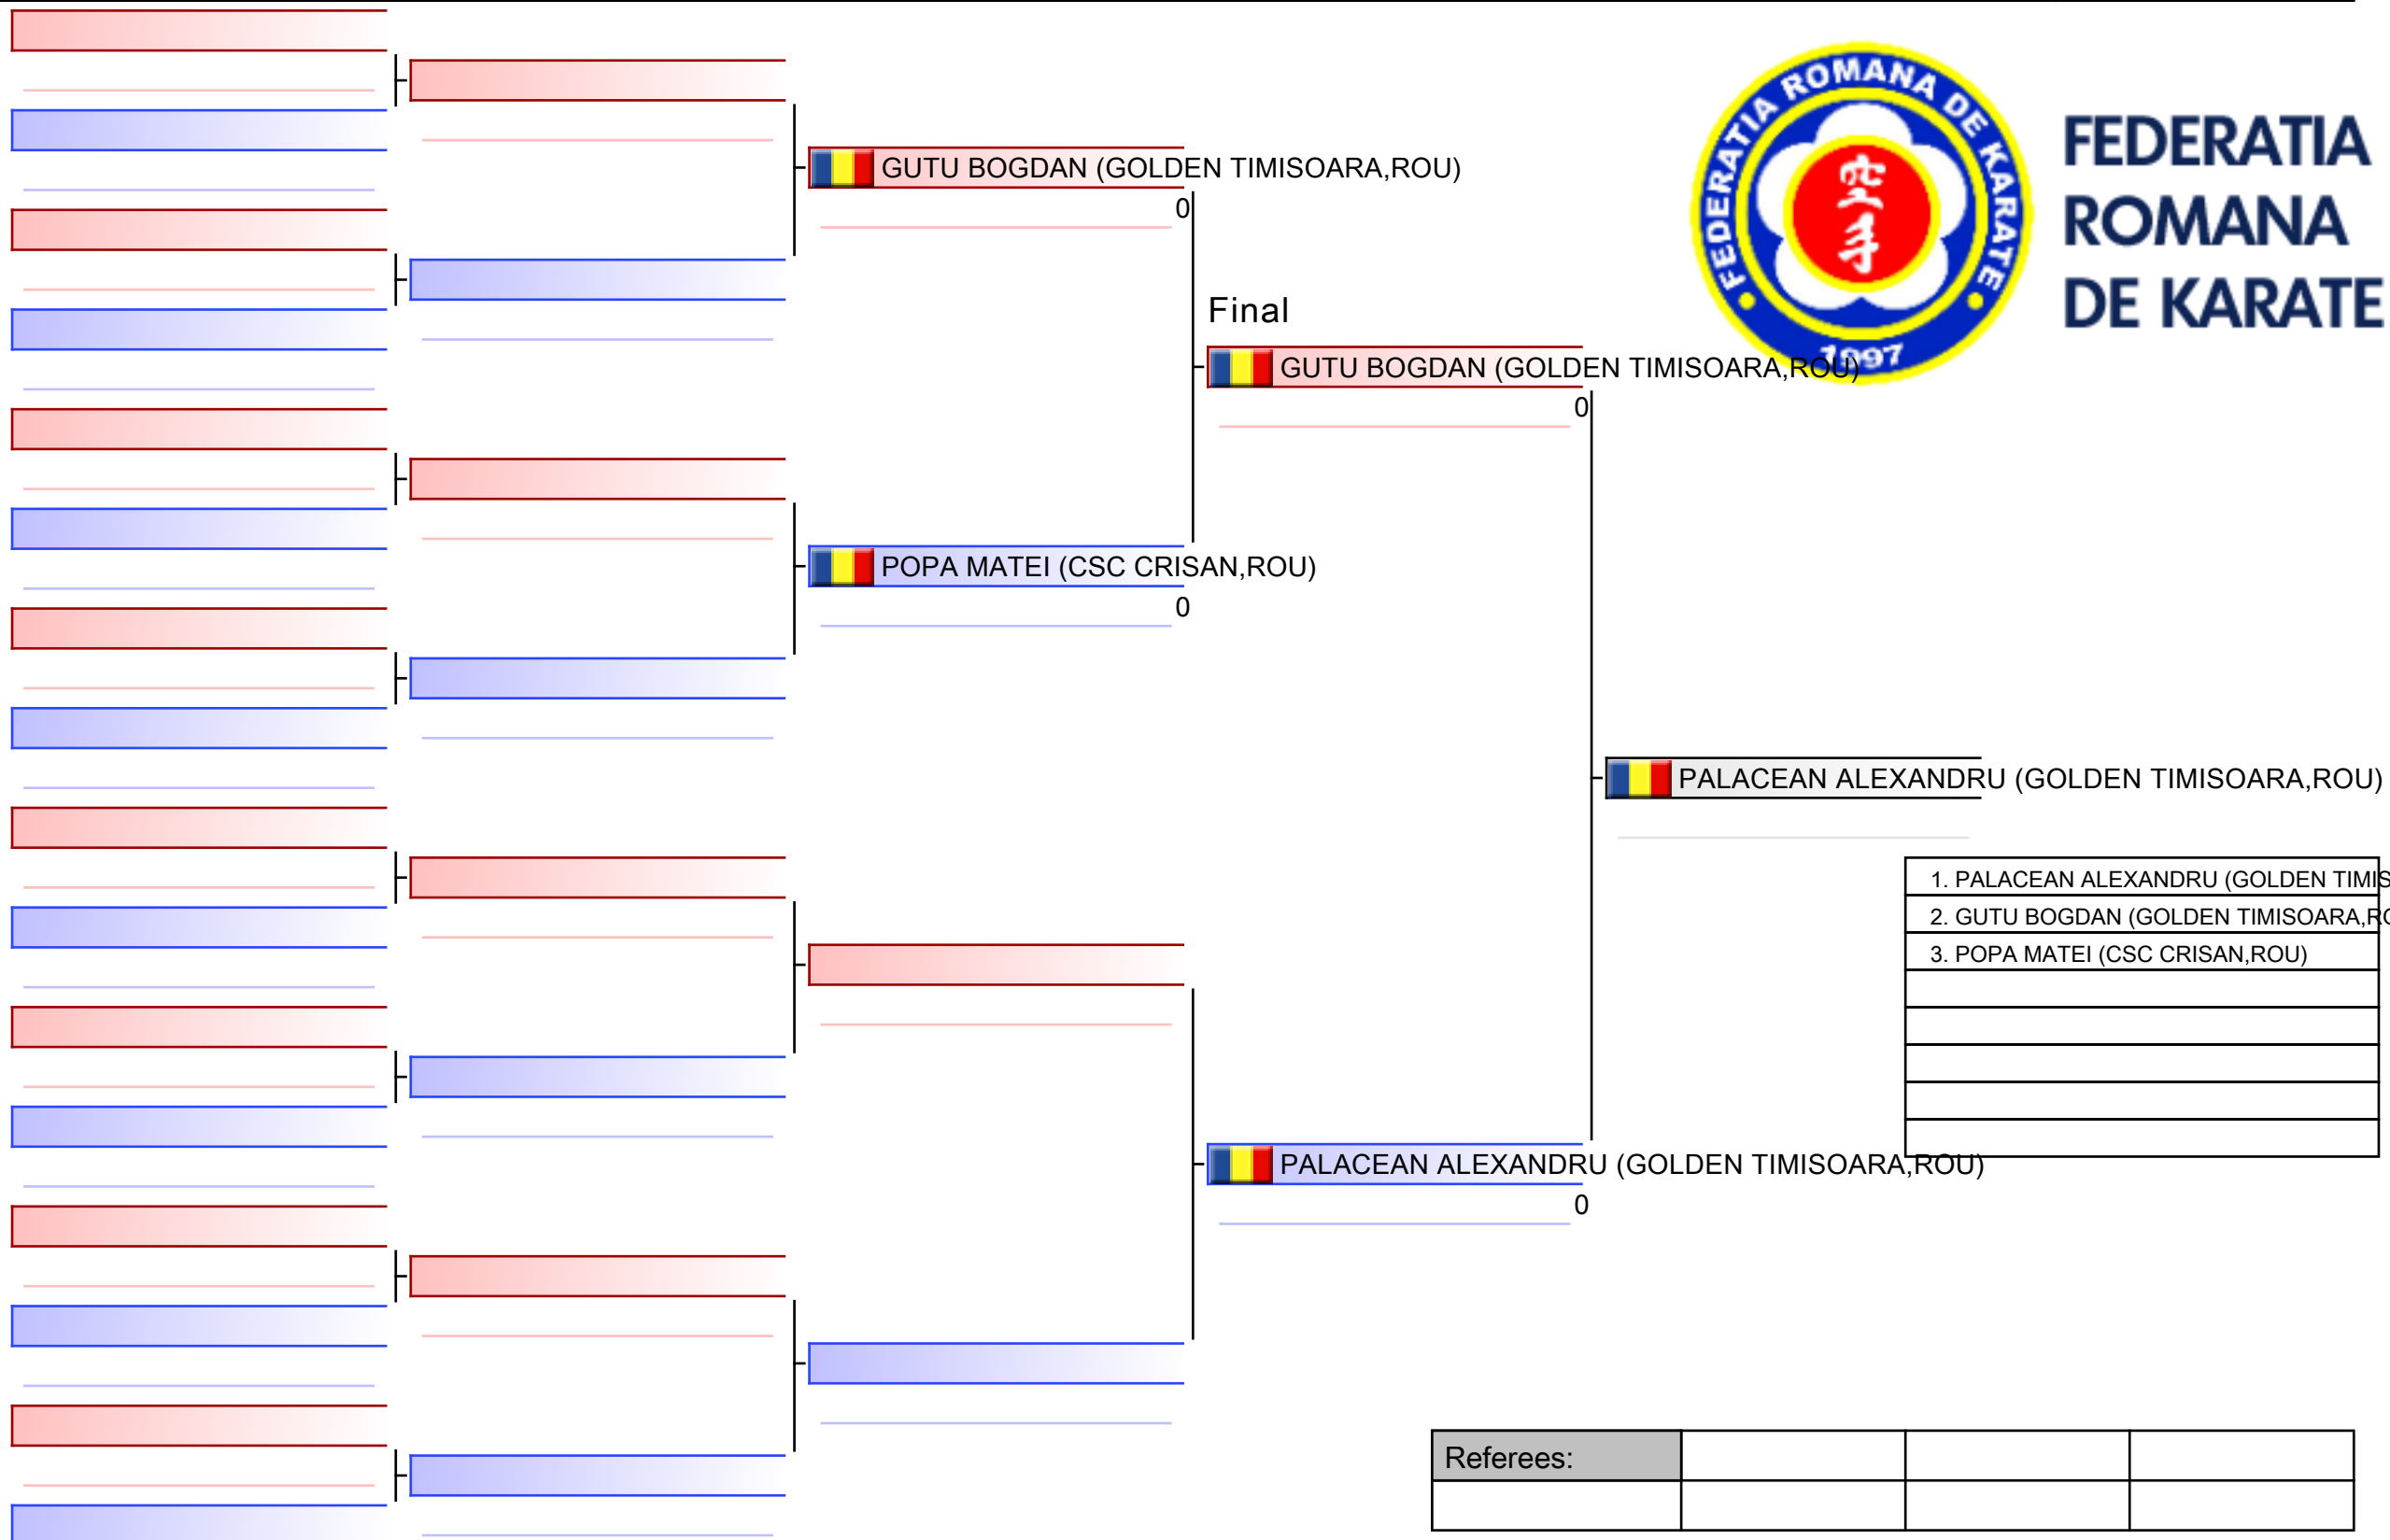 FEDERATIA ROMANA DE KARATE
空手
1997
FEDERATIA
ROMANA
DE KARATE
GUTU BOGDAN (GOLDEN TIMISOARA,ROU)
0
Final
GUTU BOGDAN (GOLDEN TIMISOARA,ROU)
0
POPA MATEI (CSC CRISAN,ROU)
0
PALACEAN ALEXANDRU (GOLDEN TIMISOARA,ROU)
1. PALACEAN ALEXANDRU (GOLDEN TIMIS
2. GUTU BOGDAN (GOLDEN TIMISOARA,RO
3. POPA MATEI (CSC CRISAN,ROU)
PALACEAN ALEXANDRU (GOLDEN TIMISOARA,ROU)
0
Referees: